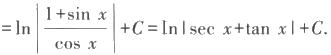 =ln|（1+sin x）/（cos x）|+C=ln|sec x+tan x|+C.